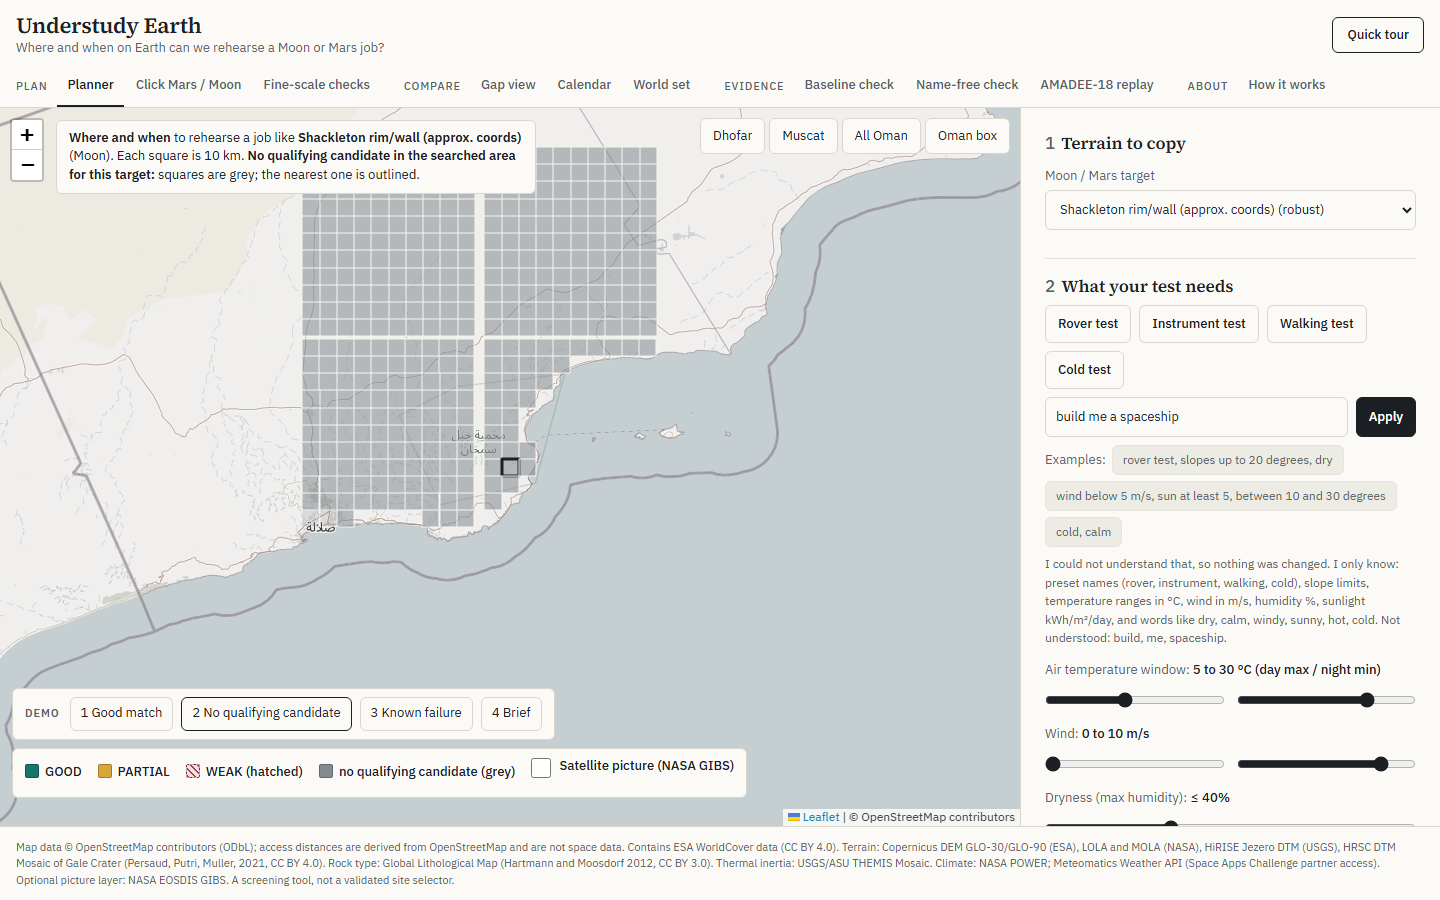 Understudy Earth
Where and when on Earth can we rehearse a Moon or Mars job?
Quick tour
PLAN Planner Click Mars / Moon Fine-scale checks COMPARE Gap view Calendar World set EVIDENCE Baseline check Name-free check AMADEE-18 replay ABOUT How it works
+
−
Where and when to rehearse a job like Shackleton rim/wall (approx. coords)
(Moon). Each square is 10 km. No qualifying candidate in the searched area
for this target: squares are grey; the nearest one is outlined.
Dhofar Muscat All Oman Oman box
محمية جبل
سمحان
صلالة
DEMO 1 Good match 2 No qualifying candidate 3 Known failure 4 Brief
GOOD PARTIAL WEAK (hatched) no qualifying candidate (grey) Satellite picture (NASA GIBS)
Leaflet | © OpenStreetMap contributors
1 Terrain to copy
Moon / Mars target
Shackleton rim/wall (approx. coords) (robust)
2 What your test needs
Rover test Instrument test Walking test
Cold test
build me a spaceship Apply
Examples: rover test, slopes up to 20 degrees, dry
wind below 5 m/s, sun at least 5, between 10 and 30 degrees
cold, calm
I could not understand that, so nothing was changed. I only know:
preset names (rover, instrument, walking, cold), slope limits,
temperature ranges in °C, wind in m/s, humidity %, sunlight
kWh/m²/day, and words like dry, calm, windy, sunny, hot, cold. Not
understood: build, me, spaceship.
Air temperature window: 5 to 30 °C (day max / night min)
Wind: 0 to 10 m/s
Dryness (max humidity): ≤ 40%
Map data © OpenStreetMap contributors (ODbL); access distances are derived from OpenStreetMap and are not space data. Contains ESA WorldCover data (CC BY 4.0). Terrain: Copernicus DEM GLO-30/GLO-90 (ESA), LOLA and MOLA (NASA), HiRISE Jezero DTM (USGS), HRSC DTM
Mosaic of Gale Crater (Persaud, Putri, Muller, 2021, CC BY 4.0). Rock type: Global Lithological Map (Hartmann and Moosdorf 2012, CC BY 3.0). Thermal inertia: USGS/ASU THEMIS Mosaic. Climate: NASA POWER; Meteomatics Weather API (Space Apps Challenge partner access).
Optional picture layer: NASA EOSDIS GIBS. A screening tool, not a validated site selector.